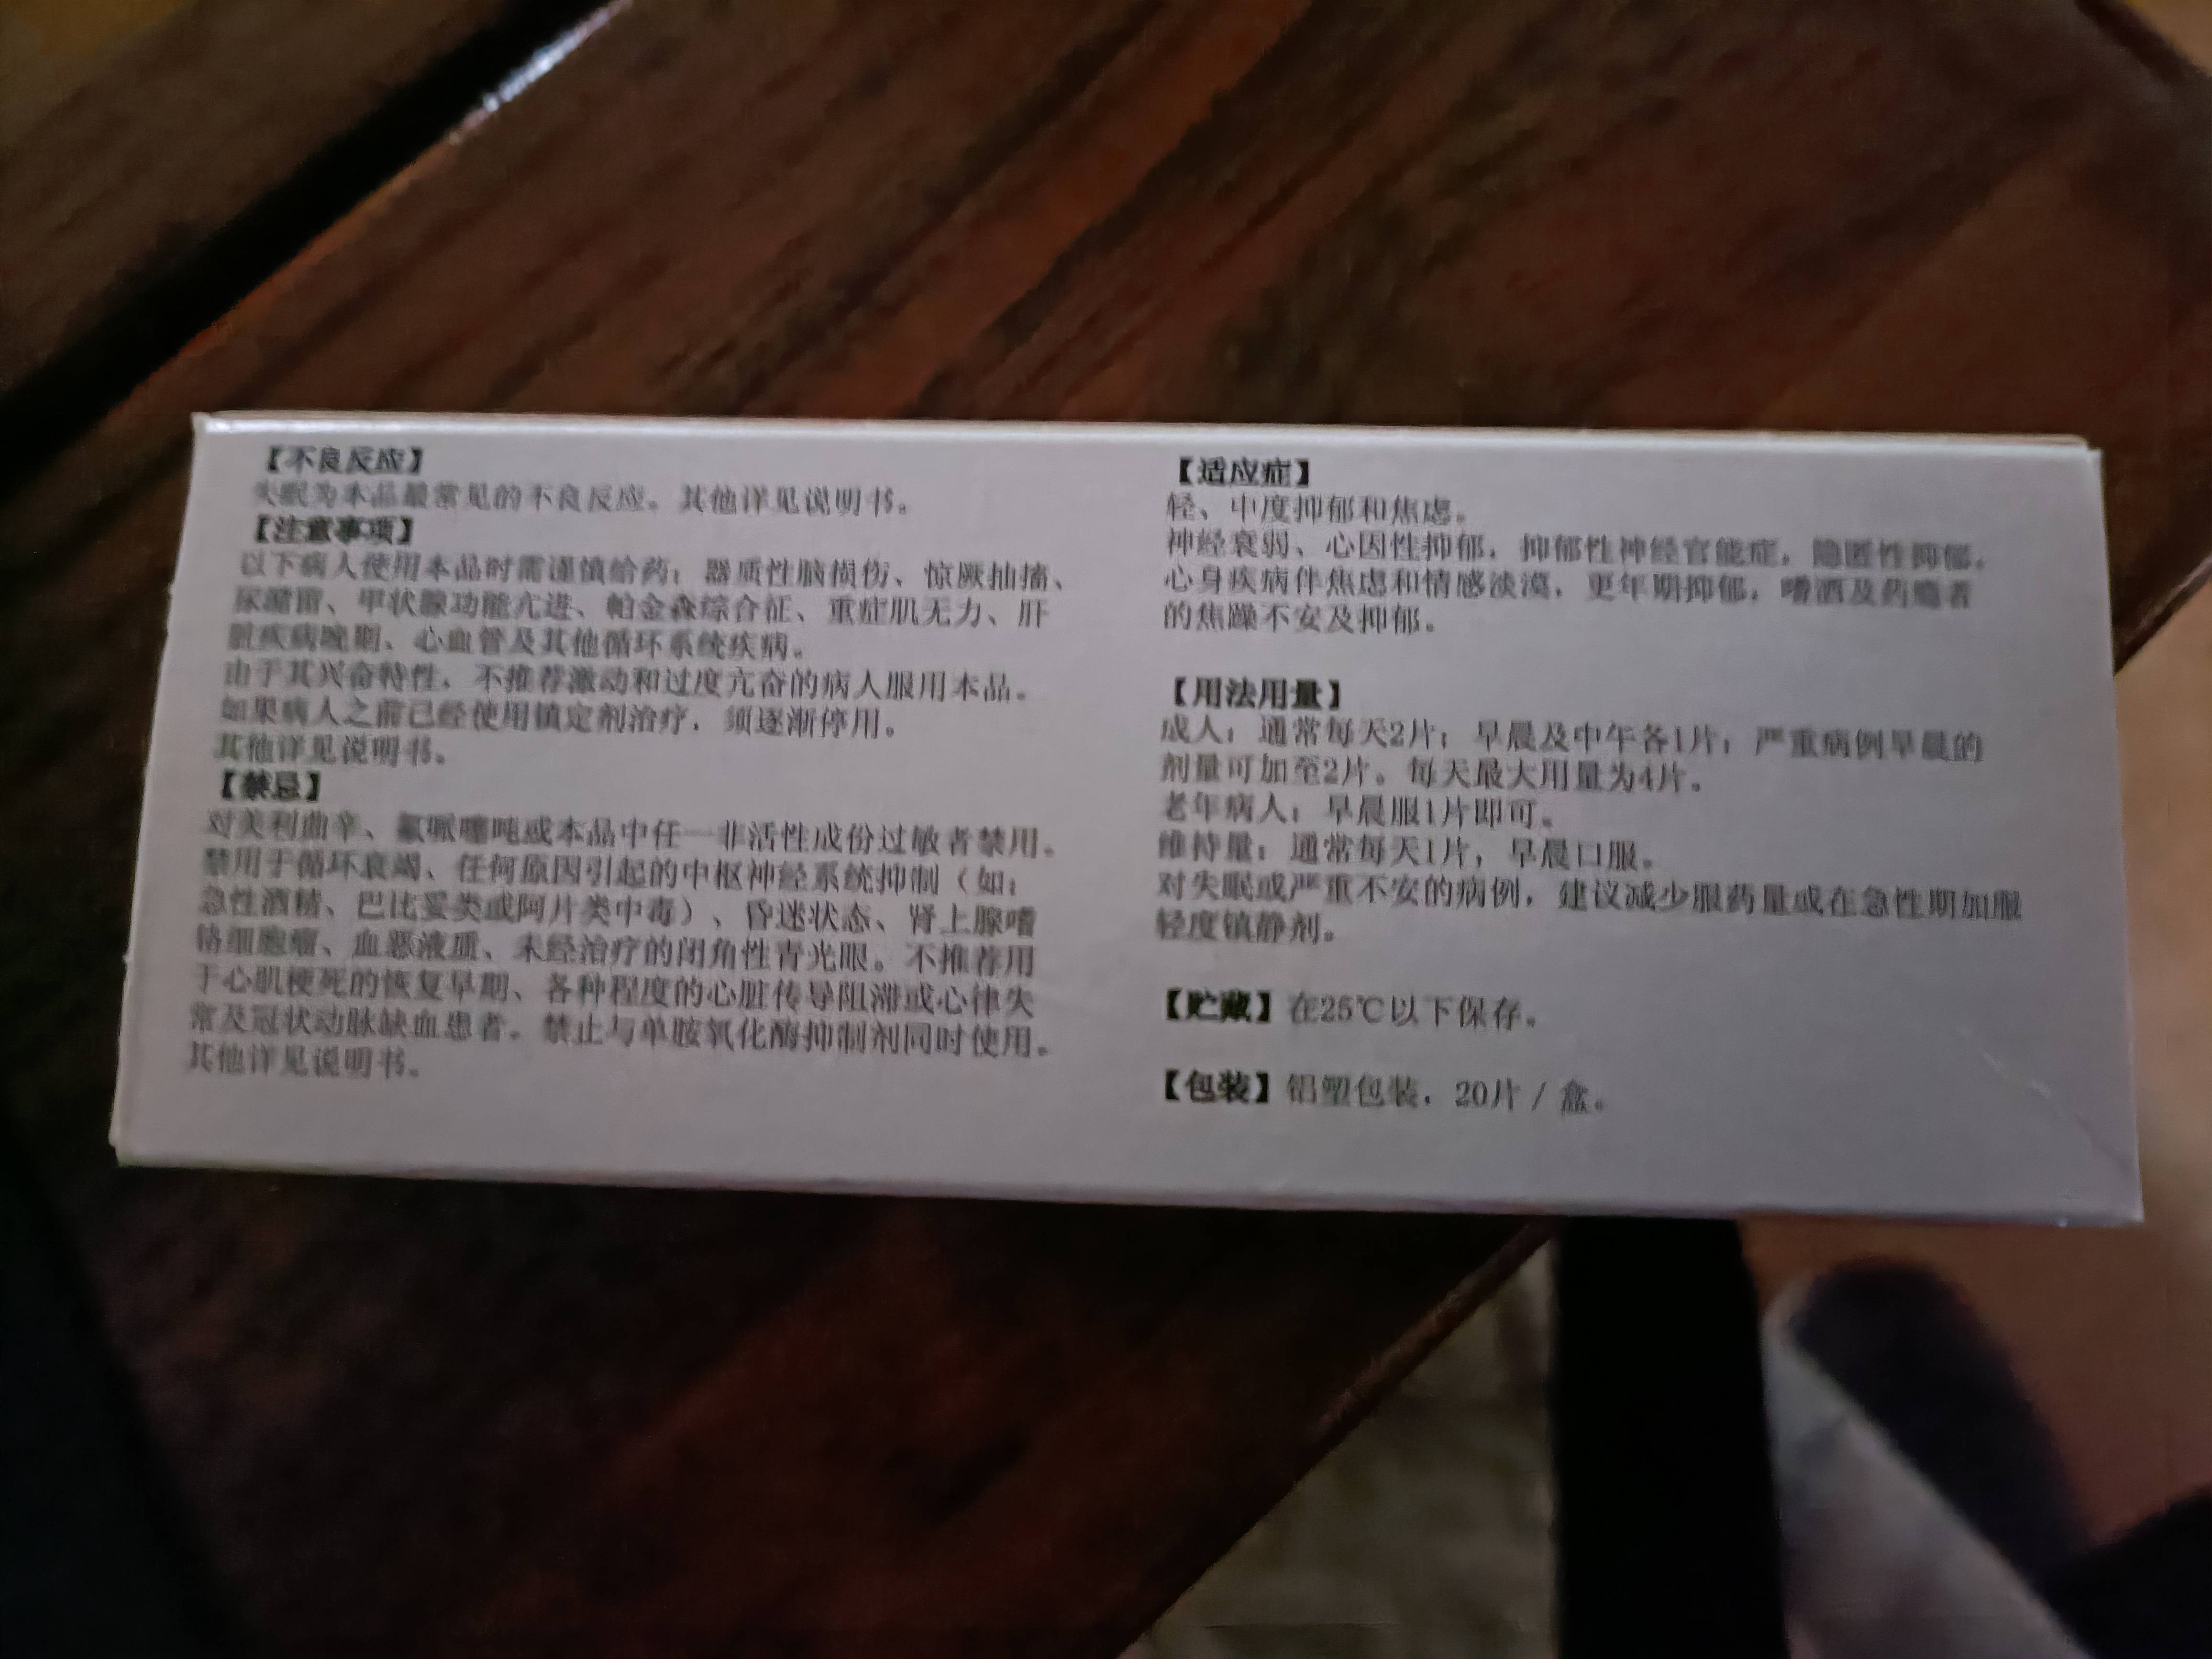 【不良反应】
失眠为本品最常见的不良反应。其他详见说明书。
【注意事项】
以下病人使用本品时需谨慎给药：器质性脑损伤、惊厥抽搐、
尿潴留、甲状腺功能亢进、帕金森综合征、重症肌无力、肝
脏疾病晚期、心血管及其他循环系统疾病。
由于其兴奋特性，不推荐激动和过度亢奋的病人服用本品。
如果病人之前已经使用镇定剂治疗，须逐渐停用。
其他详见说明书。
【禁忌】
对美利曲辛、氟哌噻吨或本品中任一非活性成份过敏者禁用。
禁用于循环衰竭、任何原因引起的中枢神经系统抑制（如：
急性酒精、巴比妥类或阿片类中毒）、昏迷状态、肾上腺嗜
铬细胞瘤、血恶液质、未经治疗的闭角性青光眼。不推荐用
于心肌梗死的恢复早期、各种程度的心脏传导阻滞或心律失
常及冠状动脉缺血患者。禁止与单胺氧化酶抑制剂同时使用。
其他详见说明书。
【适应症】
轻、中度抑郁和焦虑。
神经衰弱、心因性抑郁，抑郁性神经官能症，隐匿性抑郁，
心身疾病伴焦虑和情感淡漠，更年期抑郁，嗜酒及药瘾者
的焦躁不安及抑郁。
【用法用量】
成人：通常每天2片；早晨及中午各1片；严重病例早晨的
剂量可加至2片。每天最大用量为4片。
老年病人：早晨服1片即可。
维持量：通常每天1片，早晨口服。
对失眠或严重不安的病例，建议减少服药量或在急性期加服
轻度镇静剂。
【贮藏】在25℃以下保存。
【包装】铝塑包装，20片/盒。